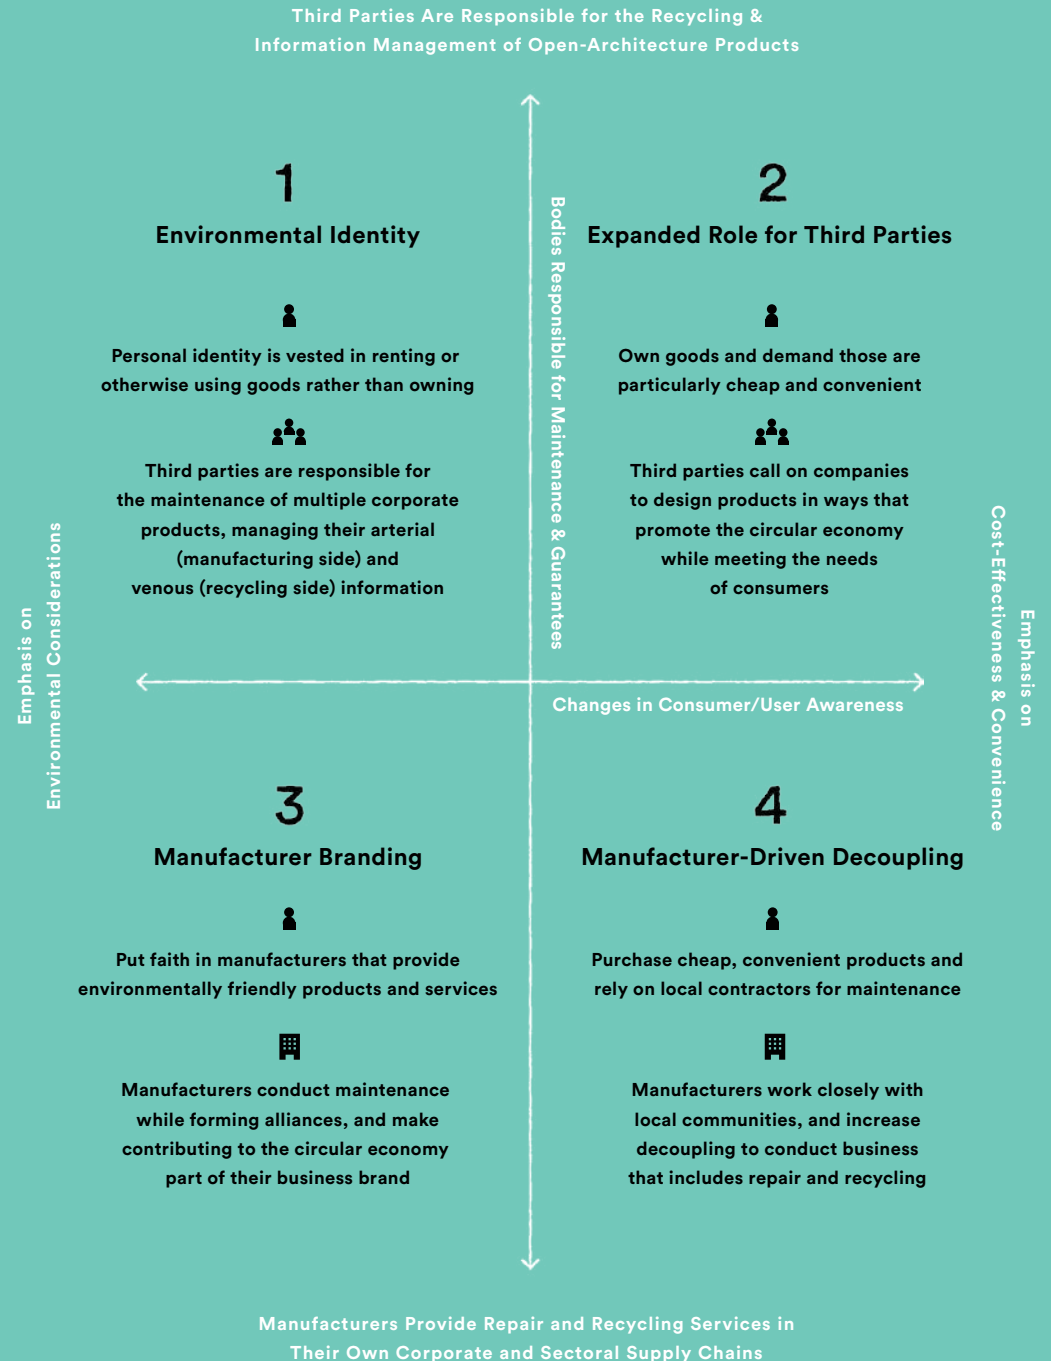 Third Parties Are Responsible for the Recycling &
Information Management of Open-Architecture Products
1
Environmental Identity
Personal identity is vested in renting or
otherwise using goods rather than owning
Third parties are responsible for
the maintenance of multiple corporate
products, managing their arterial
(manufacturing side) and
venous (recycling side) information
Bodies Responsible for Maintenance & Guarantees
2
Expanded Role for Third Parties
Own goods and demand those are
particularly cheap and convenient
Third parties call on companies
to design products in ways that
promote the circular economy
while meeting the needs
of consumers
Emphasis on
Environmental Considerations
Emphasis on
Cost-Effectiveness & Convenience
Changes in Consumer/User Awareness
3
Manufacturer Branding
Put faith in manufacturers that provide
environmentally friendly products and services
Manufacturers conduct maintenance
while forming alliances, and make
contributing to the circular economy
part of their business brand
4
Manufacturer-Driven Decoupling
Purchase cheap, convenient products and
rely on local contractors for maintenance
Manufacturers work closely with
local communities, and increase
decoupling to conduct business
that includes repair and recycling
Manufacturers Provide Repair and Recycling Services in
Their Own Corporate and Sectoral Supply Chains